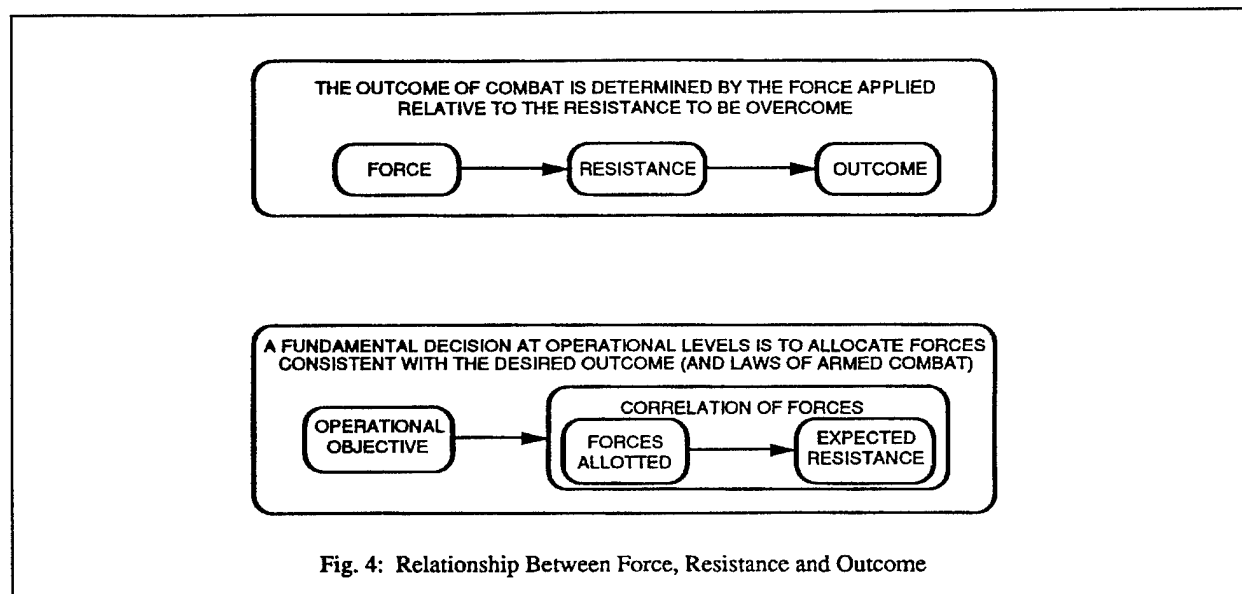 THE OUTCOME OF COMBAT IS DETERMINED BY THE FORCE APPLIED
RELATIVE TO THE RESISTANCE TO BE OVERCOME
FORCE
RESISTANCE
OUTCOME
A FUNDAMENTAL DECISION AT OPERATIONAL LEVELS IS TO ALLOCATE FORCES
CONSISTENT WITH THE DESIRED OUTCOME (AND LAWS OF ARMED COMBAT)
CORRELATION OF FORCES
OPERATIONAL
OBJECTIVE
FORCES
ALLOTTED
EXPECTED
RESISTANCE
Fig. 4: Relationship Between Force, Resistance and Outcome